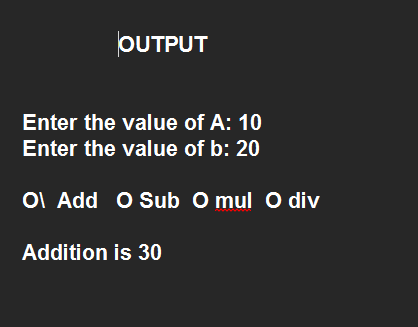 OUTPUT
Enter the value of A: 10
Enter the value of b: 20
O\ Add O Sub O mul O div
Addition is 30